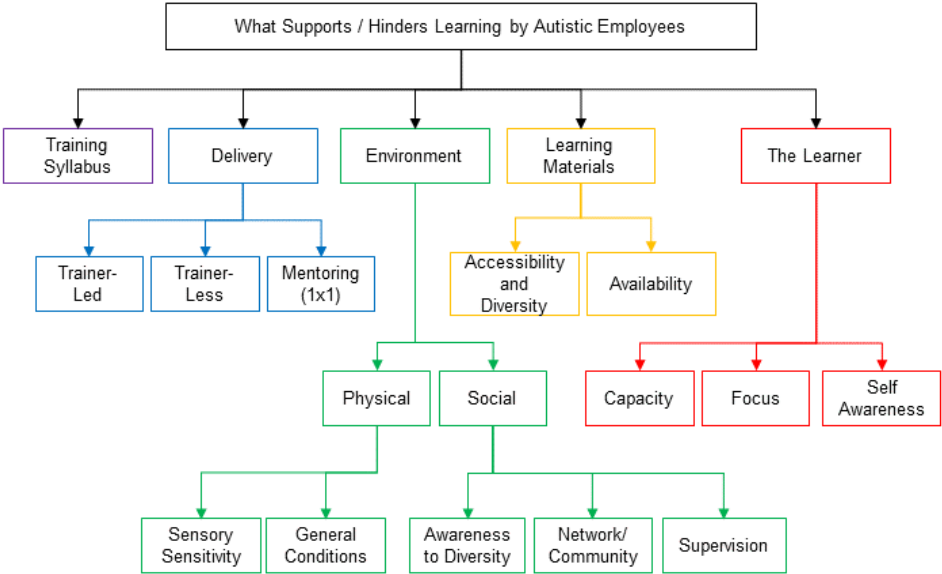 What Supports / Hinders Learning by Autistic Employees
Training
Syllabus
Delivery
Environment
Learning
Materials
The Learner
Trainer-
Led
Trainer-
Less
Mentoring
(1x1)
Accessibility
and
Diversity
Availability
Physical
Social
Capacity
Focus
Self
Awareness
Sensory
Sensitivity
General
Conditions
Awareness
to Diversity
Network/
Community
Supervision